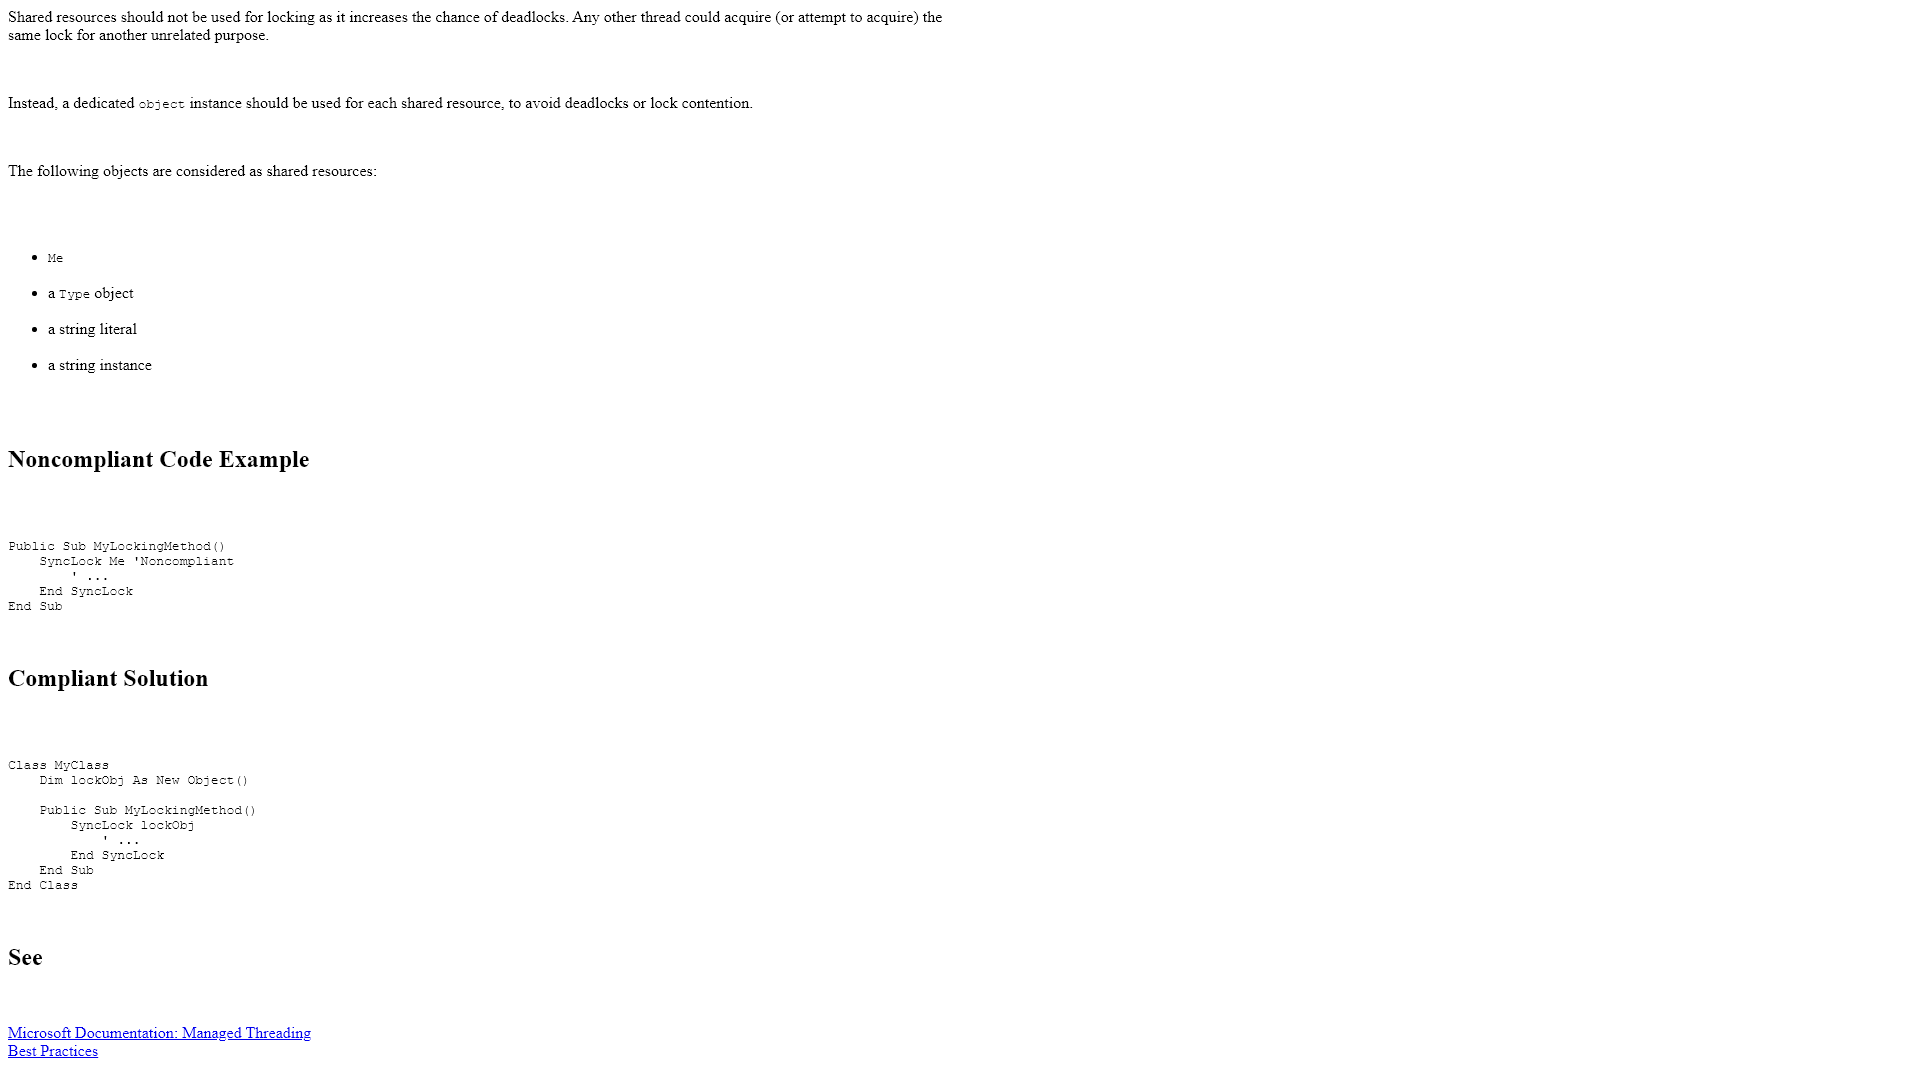 Shared resources should not be used for locking as it increases the chance of deadlocks. Any other thread could acquire (or attempt to acquire) the
same lock for another unrelated purpose.
Instead, a dedicated object instance should be used for each shared resource, to avoid deadlocks or lock contention.
The following objects are considered as shared resources:
• Me
• a Type object
• a string literal
• a string instance
Noncompliant Code Example
Public Sub MyLockingMethod()
    SyncLock Me 'Noncompliant
        ' ...
    End SyncLock
End Sub
Compliant Solution
Class MyClass
    Dim lockObj As New Object()
    Public Sub MyLockingMethod()
        SyncLock lockObj
            ' ...
        End SyncLock
    End Sub
End Class
See
Microsoft Documentation: Managed Threading
Best Practices